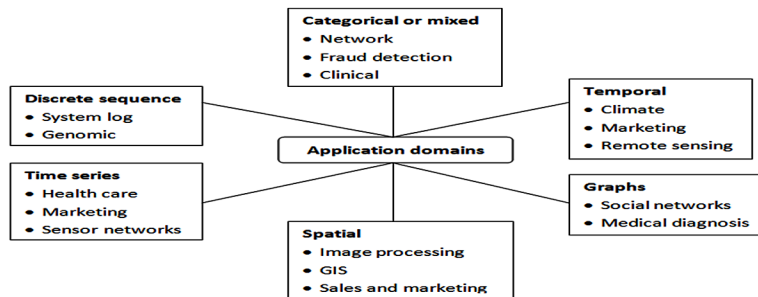 Categorical or mixed
• Network
• Fraud detection
• Clinical
Discrete sequence
• System log
• Genomic
Temporal
• Climate
• Marketing
• Remote sensing
Application domains
Time series
• Health care
• Marketing
• Sensor networks
Graphs
• Social networks
• Medical diagnosis
Spatial
• Image processing
• GIS
• Sales and marketing